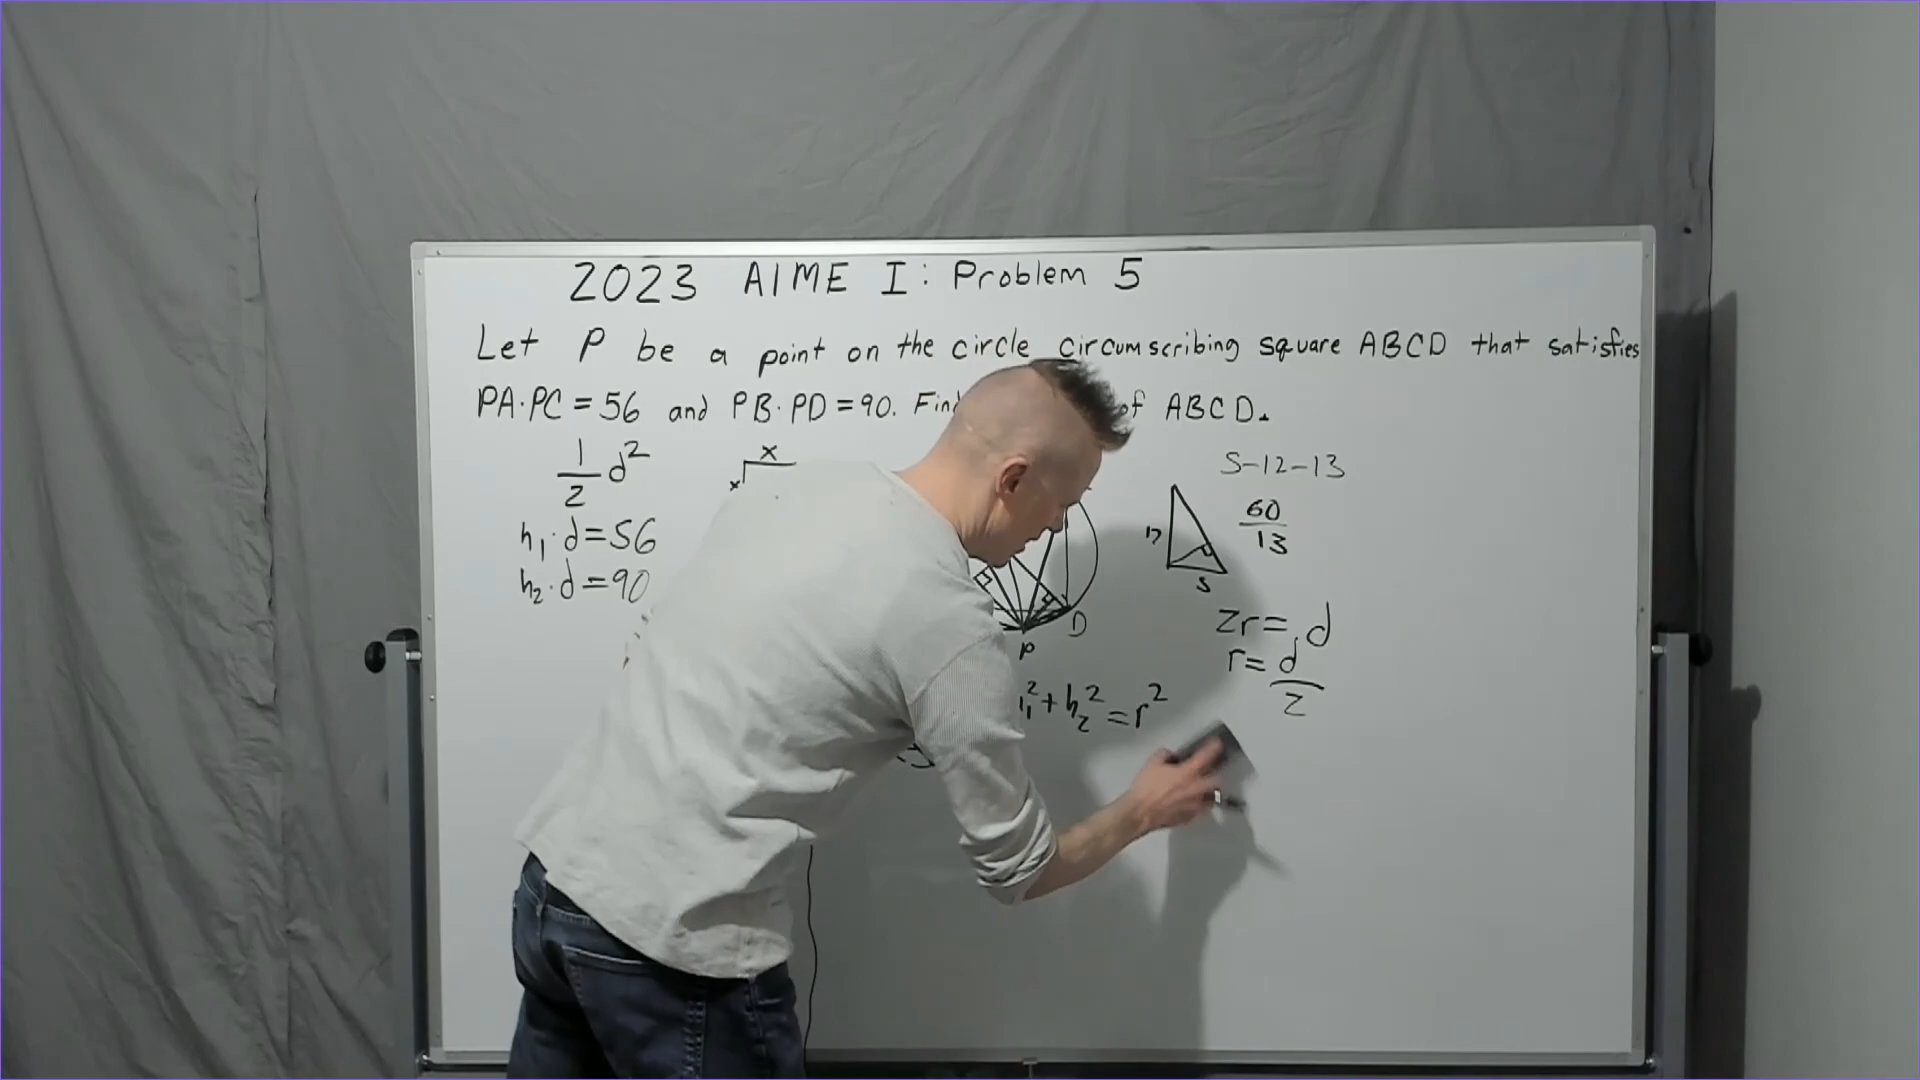 2023 AIME I: Problem 5
Let P be a point on the circle circumscribing square ABCD that satisfies
PA·PC=56 and PB·PD=90. Find of ABCD.
1/2 d²
x
x
h₁·d=56
h₂·d=90
D
P
5-12-13
60/13
12
5
2r=d
r=d/2
h₁²+h₂²=r²